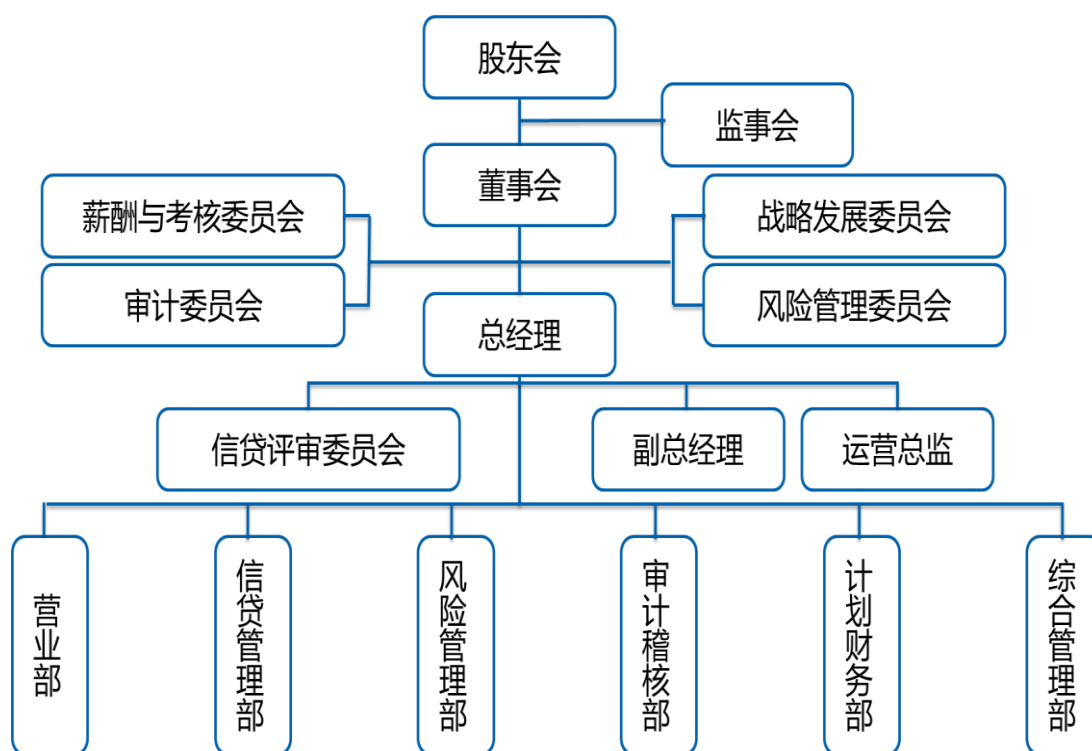 股东会
监事会
董事会
薪酬与考核委员会
战略发展委员会
审计委员会
风险管理委员会
总经理
信贷评审委员会
副总经理
运营总监
营业部
信贷管理部
风险管理部
审计稽核部
计划财务部
综合管理部